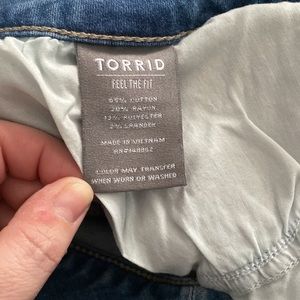 TORRID
FEEL THE FIT
65% COTTON
20% RAYON
13% POLYESTER
2% SPANDEX
MADE IN VIETNAM
COLOR MAY TRANSFER
WHEN WORN OR WASHED